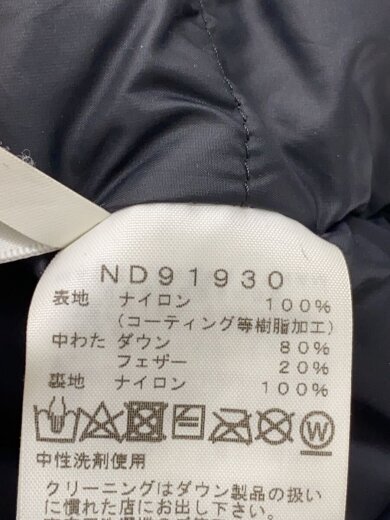 ND91930
表地 ナイロン 100%
(コーティング等樹脂加工)
中わた ダウン 80%
フェザー 20%
裏地 ナイロン 100%
W
中性洗剤使用
クリーニングはダウン製品の扱い
に慣れた店にお出し下さい。